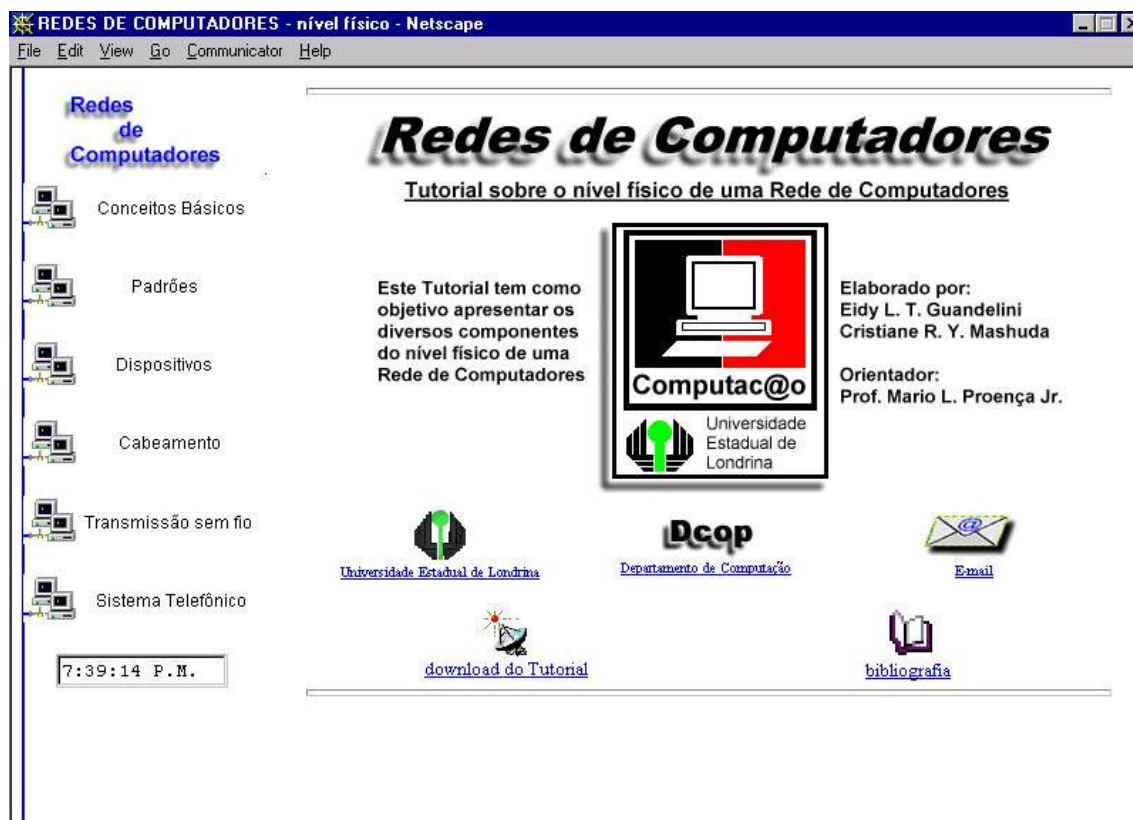 REDES DE COMPUTADORES - nível físico - Netscape
File Edit View Go Communicator Help
Redes
de
Computadores
Conceitos Básicos
Padrões
Dispositivos
Cabeamento
Transmissão sem fio
Sistema Telefônico
7:39:14 P.M.
Redes de Computadores
Tutorial sobre o nível físico de uma Rede de Computadores
Este Tutorial tem como
objetivo apresentar os
diversos componentes
do nível físico de uma
Rede de Computadores
Computac@o
Universidade
Estadual de
Londrina
Elaborado por:
Eidy L. T. Guandelini
Cristiane R. Y. Mashuda
Orientador:
Prof. Mario L. Proença Jr.
Universidade Estadual de Londrina
Dcop
Departamento de Computação
@
E-mail
download do Tutorial
bibliografia